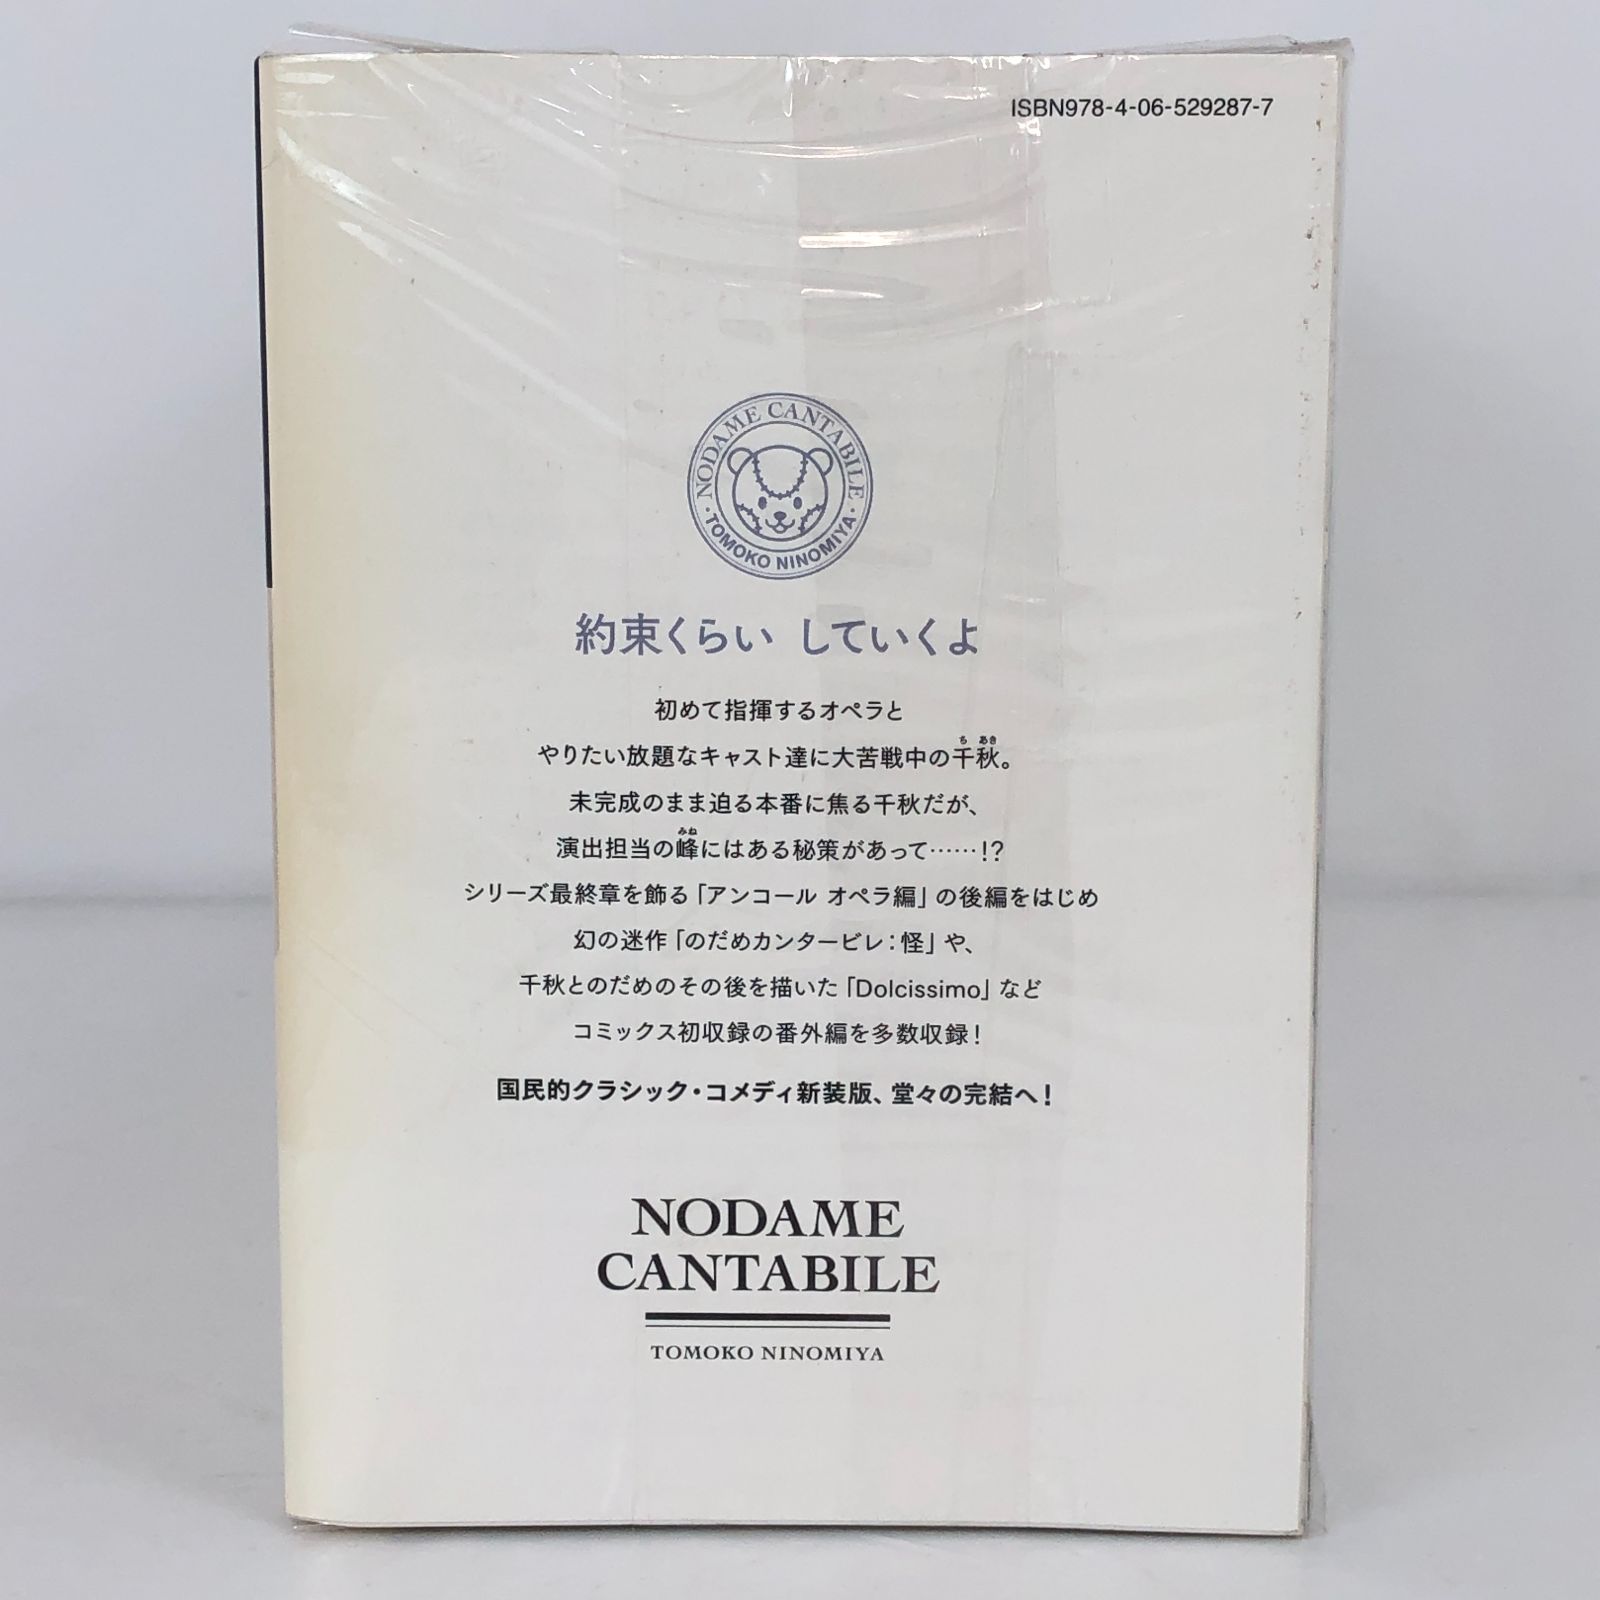 ISBN978-4-06-529287-7
NODAME CANTABILE
・TOMOKO NINOMIYA・
約束くらい していくよ
初めて指揮するオペラと
やりたい放題なキャスト達に大苦戦中の千秋。
ち あき
未完成のまま迫る本番に焦る千秋だが、
演出担当の峰にはある秘策があって……!?
みね
シリーズ最終章を飾る「アンコール オペラ編」の後編をはじめ
幻の迷作「のだめカンタービレ:怪」や、
千秋とのだめのその後を描いた「Dolcissimo」など
コミックス初収録の番外編を多数収録!
国民的クラシック・コメディ新装版、堂々の完結へ!
NODAME
CANTABILE
TOMOKO NINOMIYA